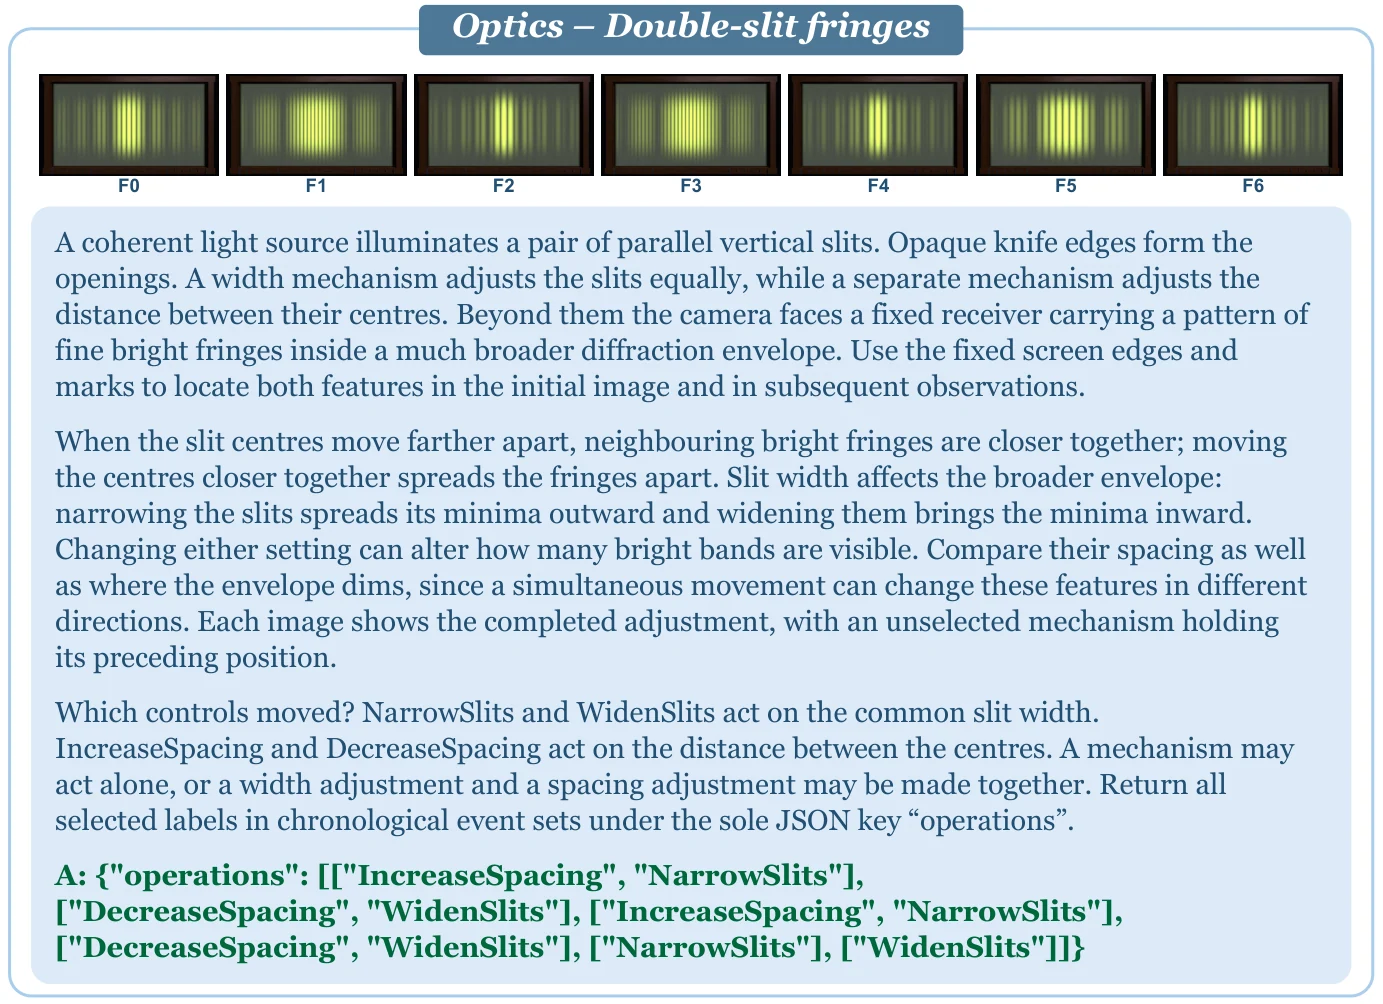 Optics – Double-slit fringes
F0 F1 F2 F3 F4 F5 F6
A coherent light source illuminates a pair of parallel vertical slits. Opaque knife edges form the
openings. A width mechanism adjusts the slits equally, while a separate mechanism adjusts the
distance between their centres. Beyond them the camera faces a fixed receiver carrying a pattern of
fine bright fringes inside a much broader diffraction envelope. Use the fixed screen edges and
marks to locate both features in the initial image and in subsequent observations.
When the slit centres move farther apart, neighbouring bright fringes are closer together; moving
the centres closer together spreads the fringes apart. Slit width affects the broader envelope:
narrowing the slits spreads its minima outward and widening them brings the minima inward.
Changing either setting can alter how many bright bands are visible. Compare their spacing as well
as where the envelope dims, since a simultaneous movement can change these features in different
directions. Each image shows the completed adjustment, with an unselected mechanism holding
its preceding position.
Which controls moved? NarrowSlits and WidenSlits act on the common slit width.
IncreaseSpacing and DecreaseSpacing act on the distance between the centres. A mechanism may
act alone, or a width adjustment and a spacing adjustment may be made together. Return all
selected labels in chronological event sets under the sole JSON key “operations”.
A: {"operations": [["IncreaseSpacing", "NarrowSlits"],
["DecreaseSpacing", "WidenSlits"], ["IncreaseSpacing", "NarrowSlits"],
["DecreaseSpacing", "WidenSlits"], ["NarrowSlits"], ["WidenSlits"]]}